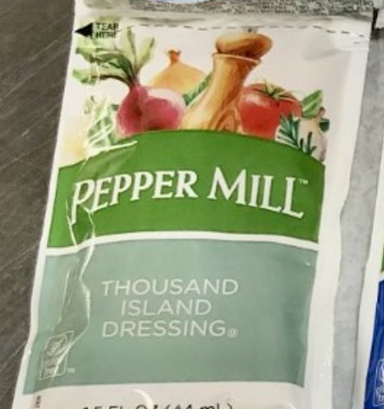 TEAR
HERE
PEPPER MILL™
THOUSAND
ISLAND
DRESSING